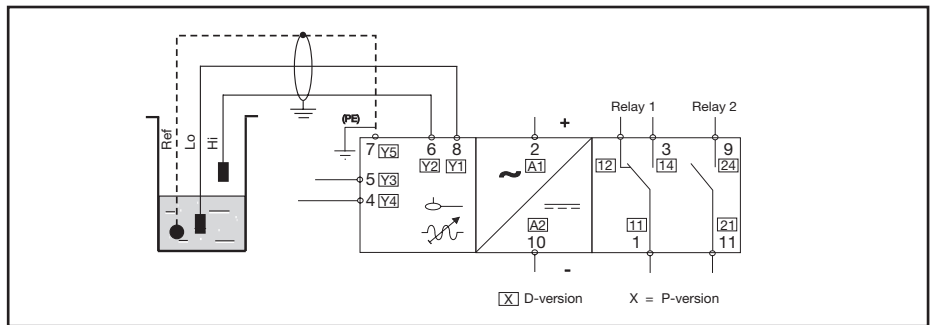 Relay 1 Relay 2
(PE) +
Ref Lo Hi
7 Y5 6 8 2 3 9
Y2 Y1 A1 12 14 24
5 Y3
4 Y4
A2 11 21
10 1 11
-
X D-version X = P-version